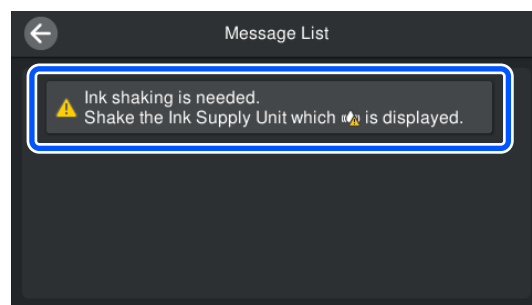 Message List
Ink shaking is needed.
Shake the Ink Supply Unit which is displayed.